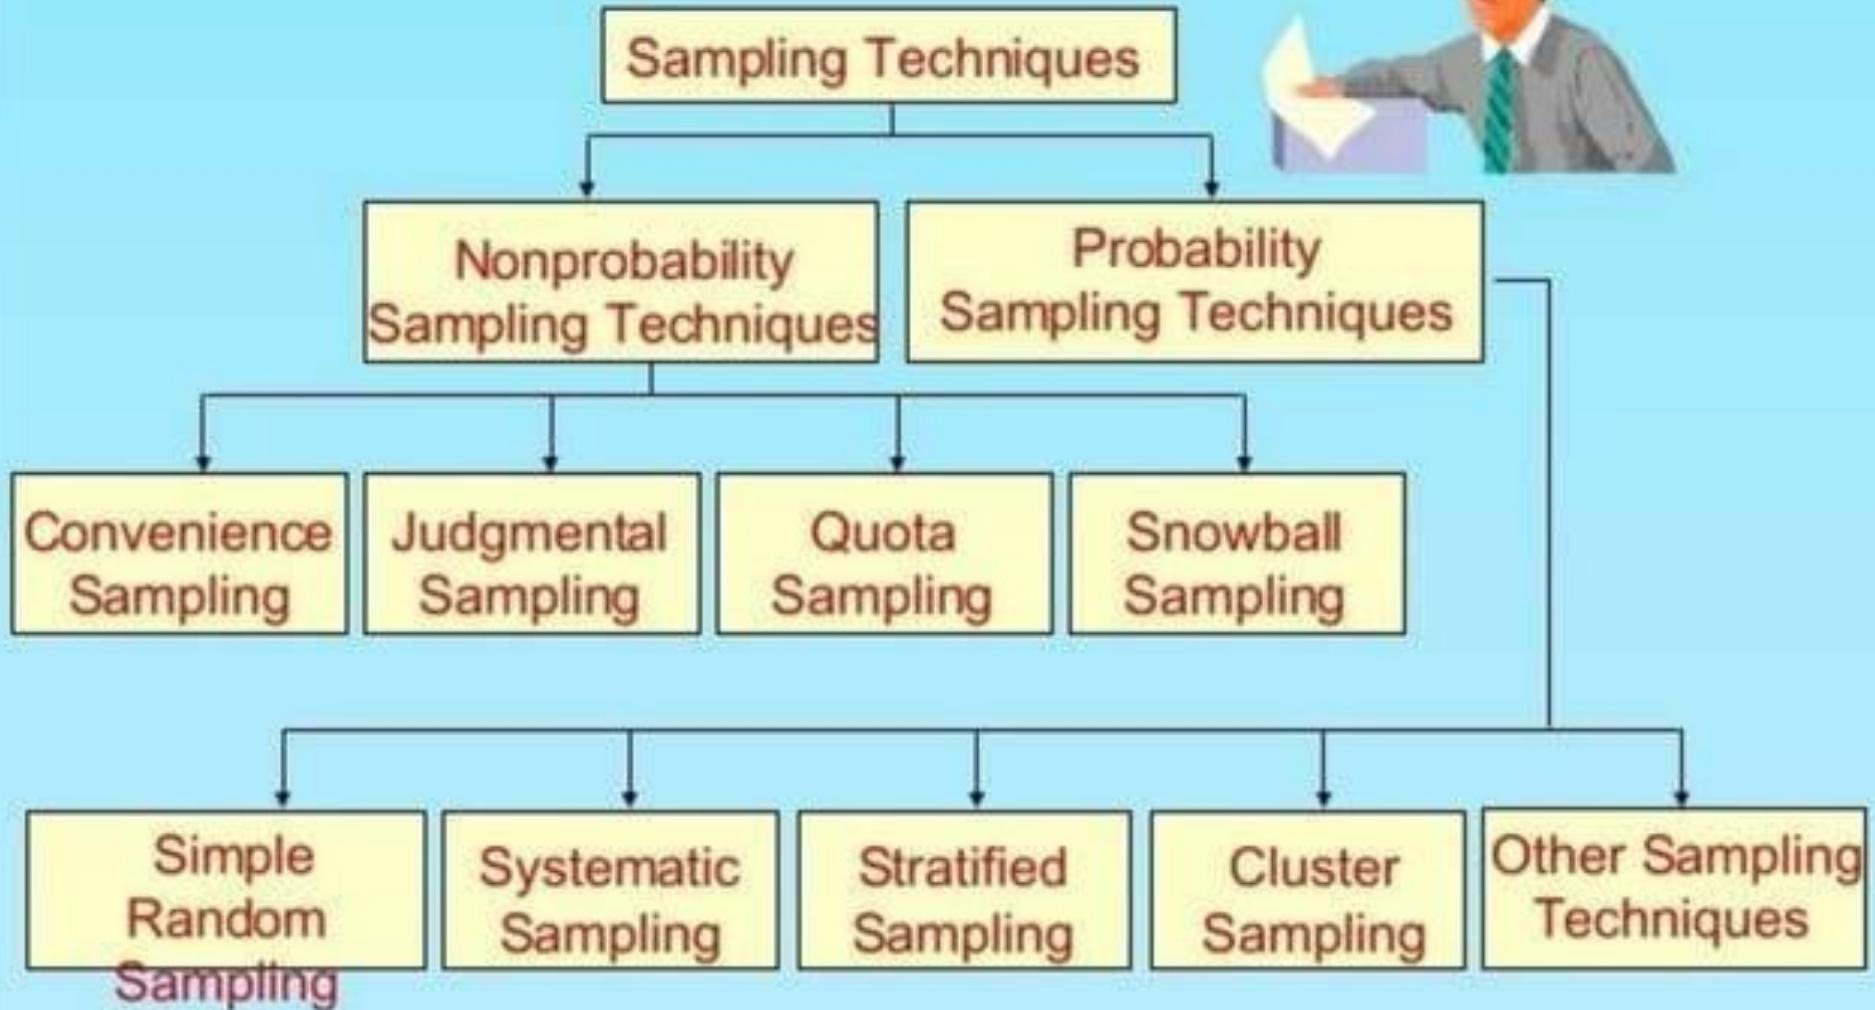 Sampling Techniques
Nonprobability
Sampling Techniques
Probability
Sampling Techniques
Convenience
Sampling
Judgmental
Sampling
Quota
Sampling
Snowball
Sampling
Simple
Random
Sampling
Systematic
Sampling
Stratified
Sampling
Cluster
Sampling
Other Sampling
Techniques